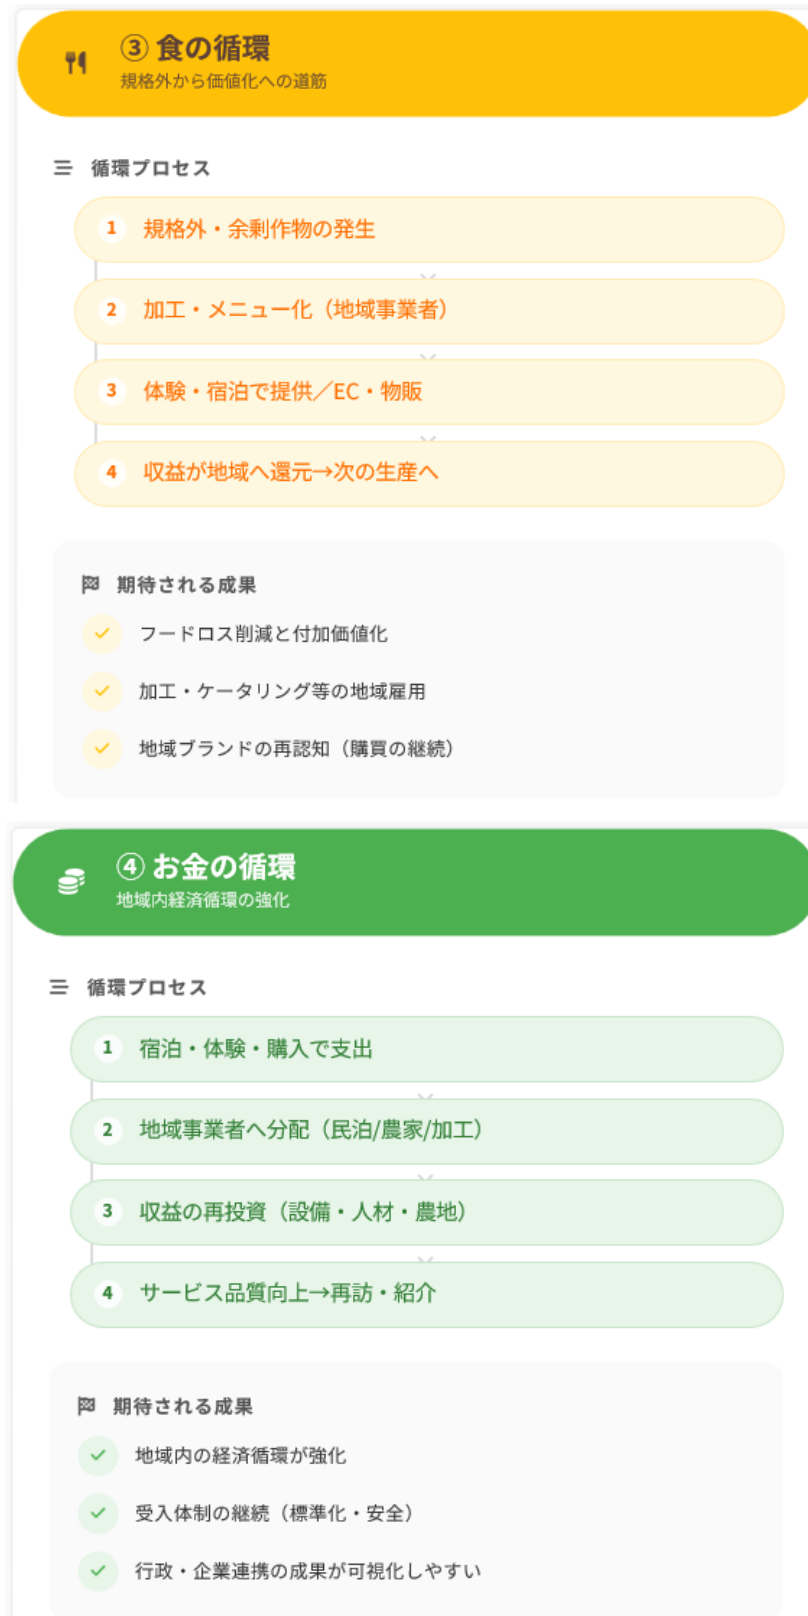 ③ 食の循環
規格外から価値化への道筋
循環プロセス
1 規格外・余剰作物の発生
2 加工・メニュー化（地域事業者）
3 体験・宿泊で提供／EC・物販
4 収益が地域へ還元→次の生産へ
期待される成果
フードロス削減と付加価値化
加工・ケータリング等の地域雇用
地域ブランドの再認知（購買の継続）
④ お金の循環
地域内経済循環の強化
循環プロセス
1 宿泊・体験・購入で支出
2 地域事業者へ分配（民泊/農家/加工）
3 収益の再投資（設備・人材・農地）
4 サービス品質向上→再訪・紹介
期待される成果
地域内の経済循環が強化
受入体制の継続（標準化・安全）
行政・企業連携の成果が可視化しやすい